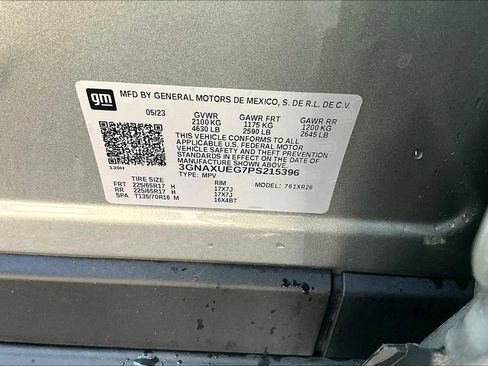 gm
MFD BY GENERAL MOTORS DE MEXICO, S. DE R.L. DE C.V.
05/23 GVWR GAWR FRT GAWR RR
2100 KG 1175 KG 1200 KG
4630 LB 2590 LB 2645 LB
THIS VEHICLE CONFORMS TO ALL
APPLICABLE U.S. FEDERAL MOTOR
VEHICLE SAFETY AND THEFT PREVENTION
STANDARDS IN EFFECT ON THE DATE OF
MANUFACTURE SHOWN ABOVE.
3GNAXUEG7PS215396
TYPE: MPV MODEL: 761XR26
TIRE SIZE RIM
FRT 225/65R17 H 17X7J
RR 225/65R17 H 17X7J
SPA T135/70R16 M 16X4BT